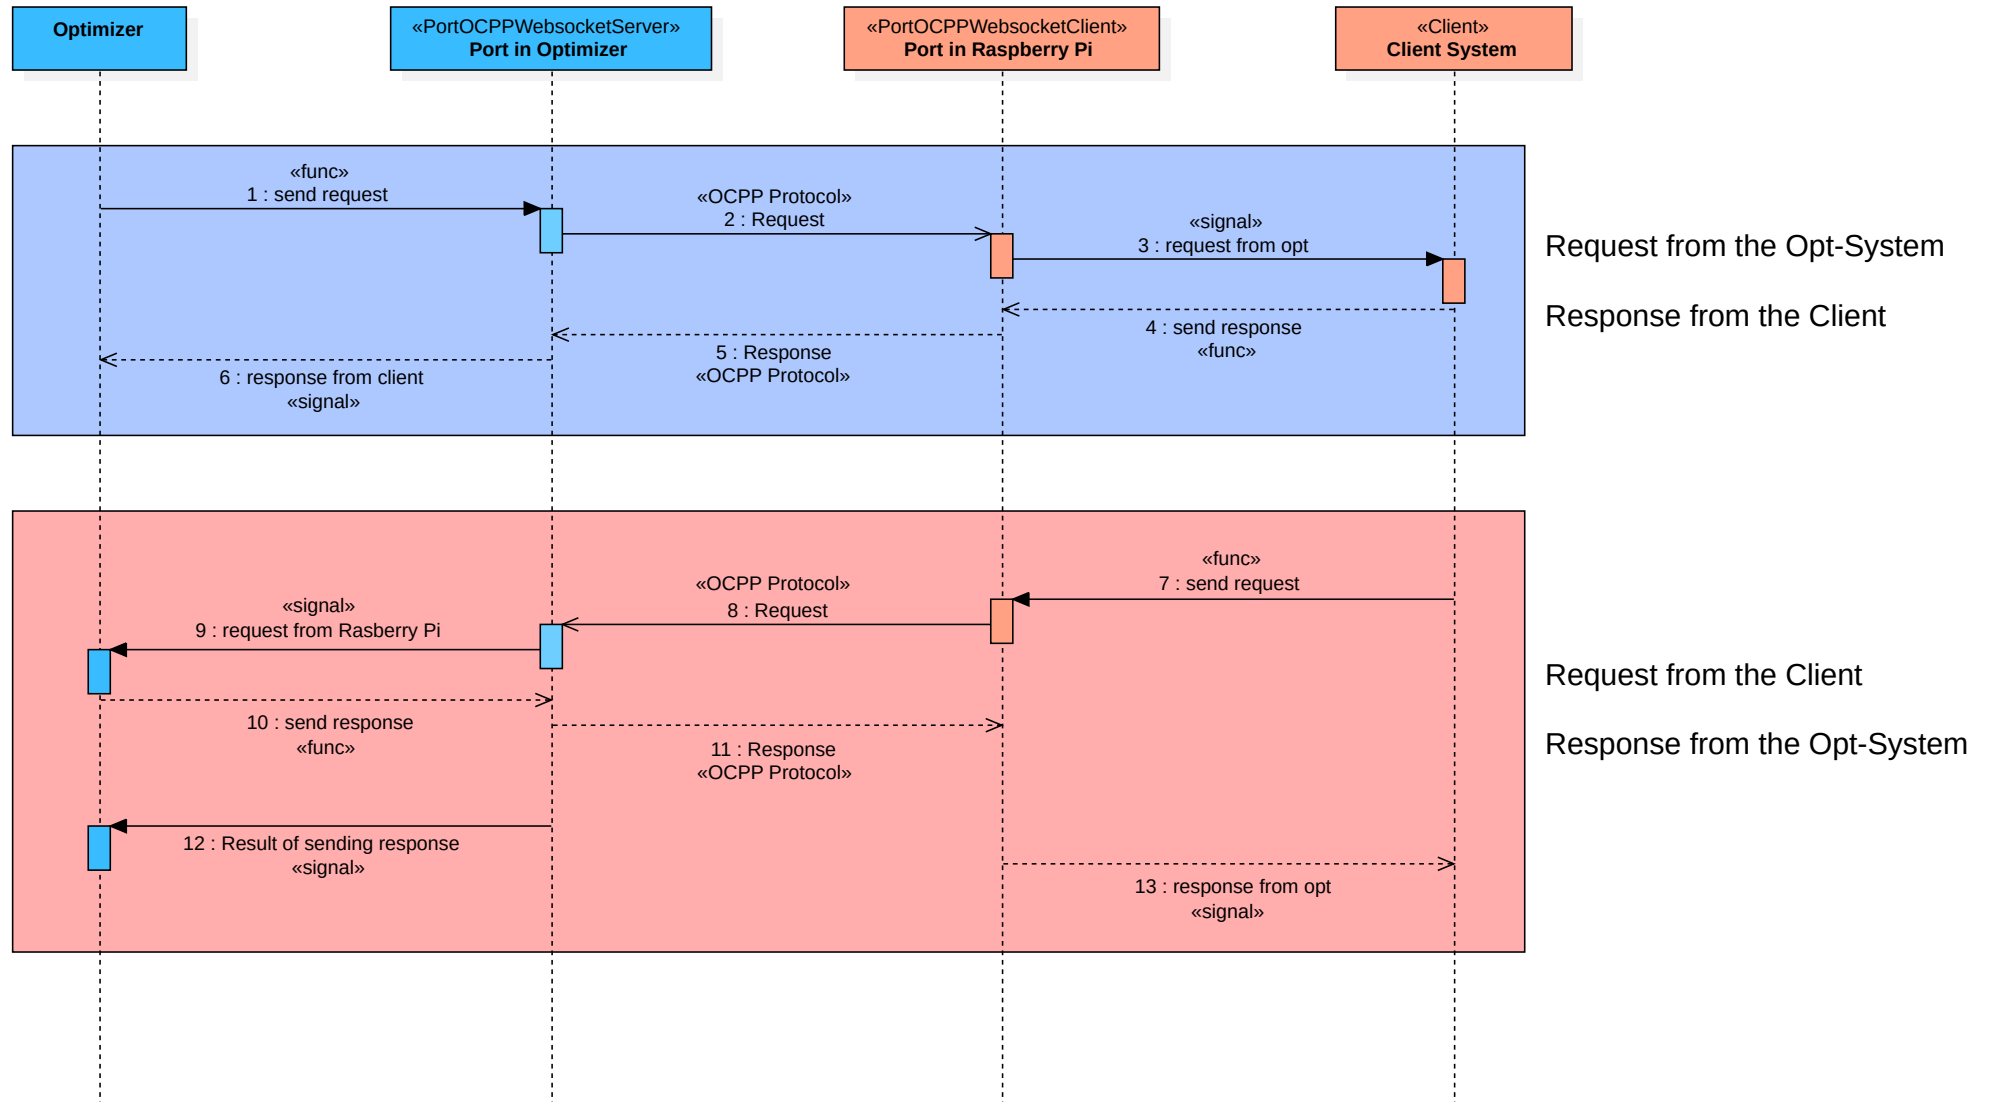 Optimizer
«PortOCPPWebsocketServer»
Port in Optimizer
«PortOCPPWebsocketClient»
Port in Raspberry Pi
«Client»
Client System
«func»
1 : send request
«OCPP Protocol»
2 : Request
«signal»
3 : request from opt
Request from the Opt-System
Response from the Client
4 : send response
«func»
5 : Response
«OCPP Protocol»
6 : response from client
«signal»
«func»
7 : send request
«OCPP Protocol»
8 : Request
«signal»
9 : request from Rasberry Pi
Request from the Client
Response from the Opt-System
10 : send response
«func»
11 : Response
«OCPP Protocol»
12 : Result of sending response
«signal»
13 : response from opt
«signal»